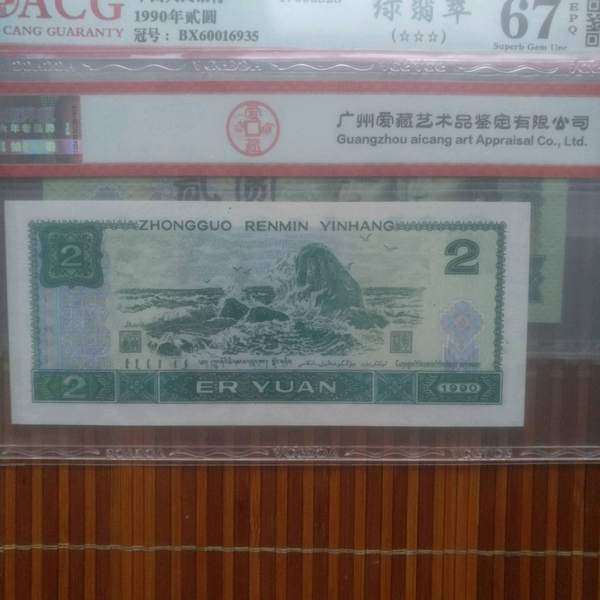 ACG
CANG GUARANTY
1990年贰圆
冠号: BX60016935
绿翡翠
(☆☆☆)
67
EPQ
Superb Gem Unc
爱藏
广州爱藏艺术品鉴定有限公司
Guangzhou aicang art Appraisal Co., Ltd.
ZHONGGUO RENMIN YINHANG
2
2
2
ER YUAN
1990